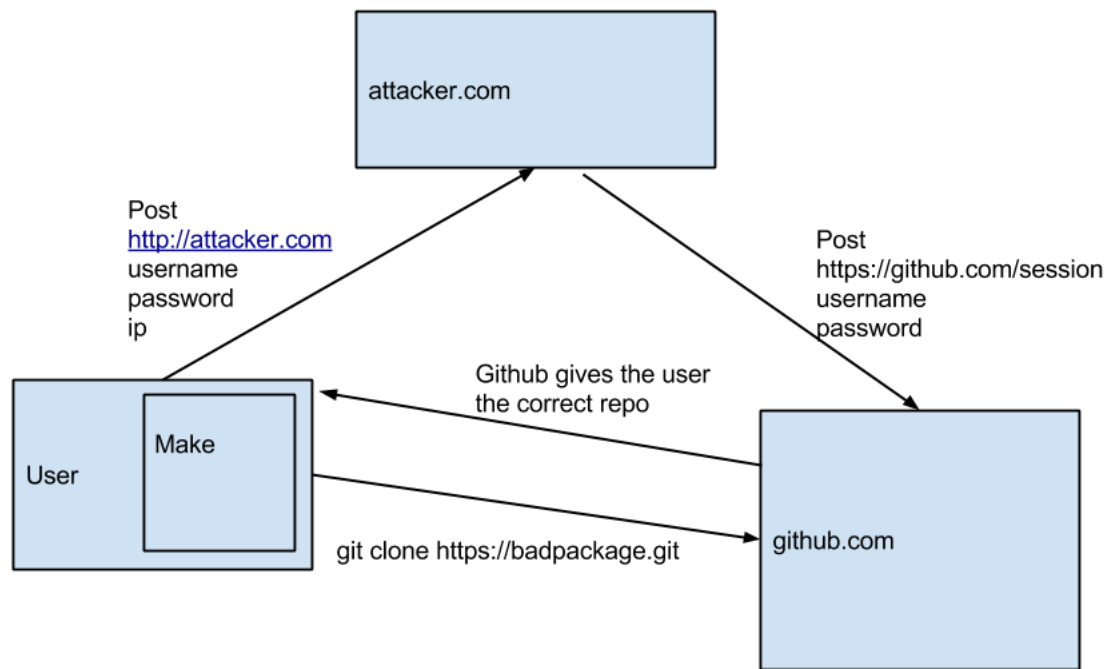 attacker.com
Post
http://attacker.com
username
password
ip
Post
https://github.com/session
username
password
Github gives the user
the correct repo
Make
User
git clone https://badpackage.git
github.com